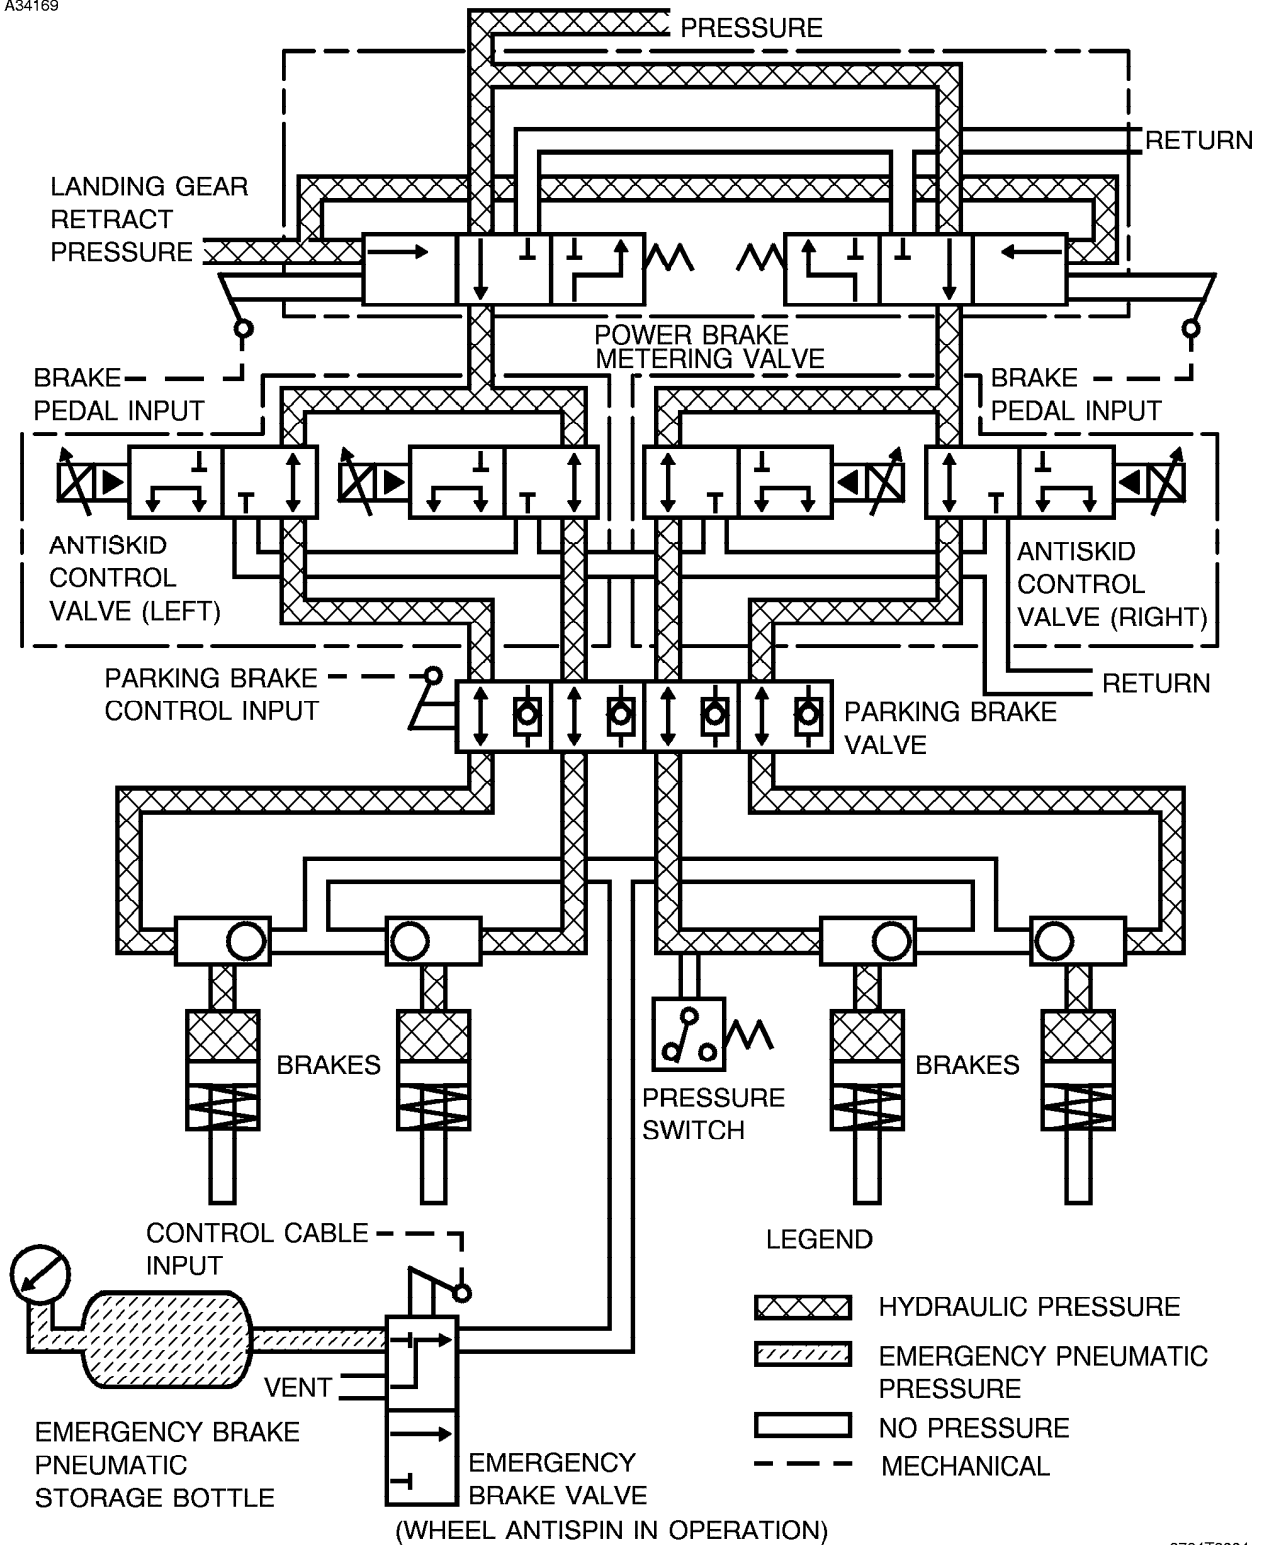 A34169
PRESSURE
RETURN
LANDING GEAR
RETRACT
PRESSURE
POWER BRAKE
METERING VALVE
BRAKE
PEDAL INPUT
BRAKE
PEDAL INPUT
ANTISKID
CONTROL
VALVE (LEFT)
ANTISKID
CONTROL
VALVE (RIGHT)
PARKING BRAKE
CONTROL INPUT
RETURN
PARKING BRAKE
VALVE
BRAKES
BRAKES
PRESSURE
SWITCH
CONTROL CABLE
INPUT
LEGEND
HYDRAULIC PRESSURE
EMERGENCY PNEUMATIC
PRESSURE
NO PRESSURE
MECHANICAL
VENT
EMERGENCY BRAKE
PNEUMATIC
STORAGE BOTTLE
EMERGENCY
BRAKE VALVE
(WHEEL ANTISPIN IN OPERATION)